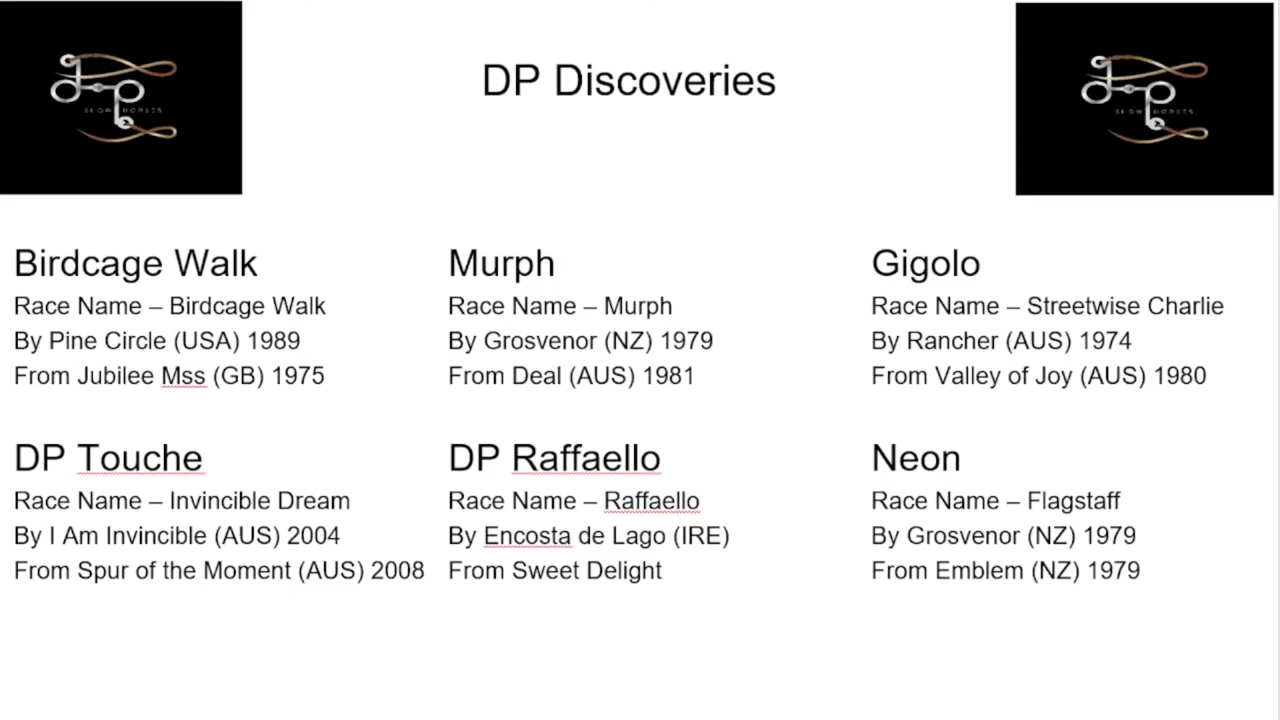 DP Discoveries
SHOW HORSES
SHOW HORSES
Birdcage Walk
Race Name – Birdcage Walk
By Pine Circle (USA) 1989
From Jubilee Mss (GB) 1975
Murph
Race Name – Murph
By Grosvenor (NZ) 1979
From Deal (AUS) 1981
Gigolo
Race Name – Streetwise Charlie
By Rancher (AUS) 1974
From Valley of Joy (AUS) 1980
DP Touche
Race Name – Invincible Dream
By I Am Invincible (AUS) 2004
From Spur of the Moment (AUS) 2008
DP Raffaello
Race Name – Raffaello
By Encosta de Lago (IRE)
From Sweet Delight
Neon
Race Name – Flagstaff
By Grosvenor (NZ) 1979
From Emblem (NZ) 1979